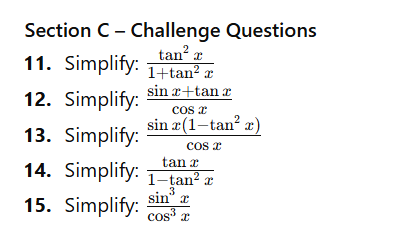 Section C – Challenge Questions
11. Simplify: \frac{\tan^2 x}{1+\tan^2 x}
12. Simplify: \frac{\sin x+\tan x}{\cos x}
13. Simplify: \frac{\sin x(1-\tan^2 x)}{\cos x}
14. Simplify: \frac{\tan x}{1-\tan^2 x}
15. Simplify: \frac{\sin^3 x}{\cos^3 x}